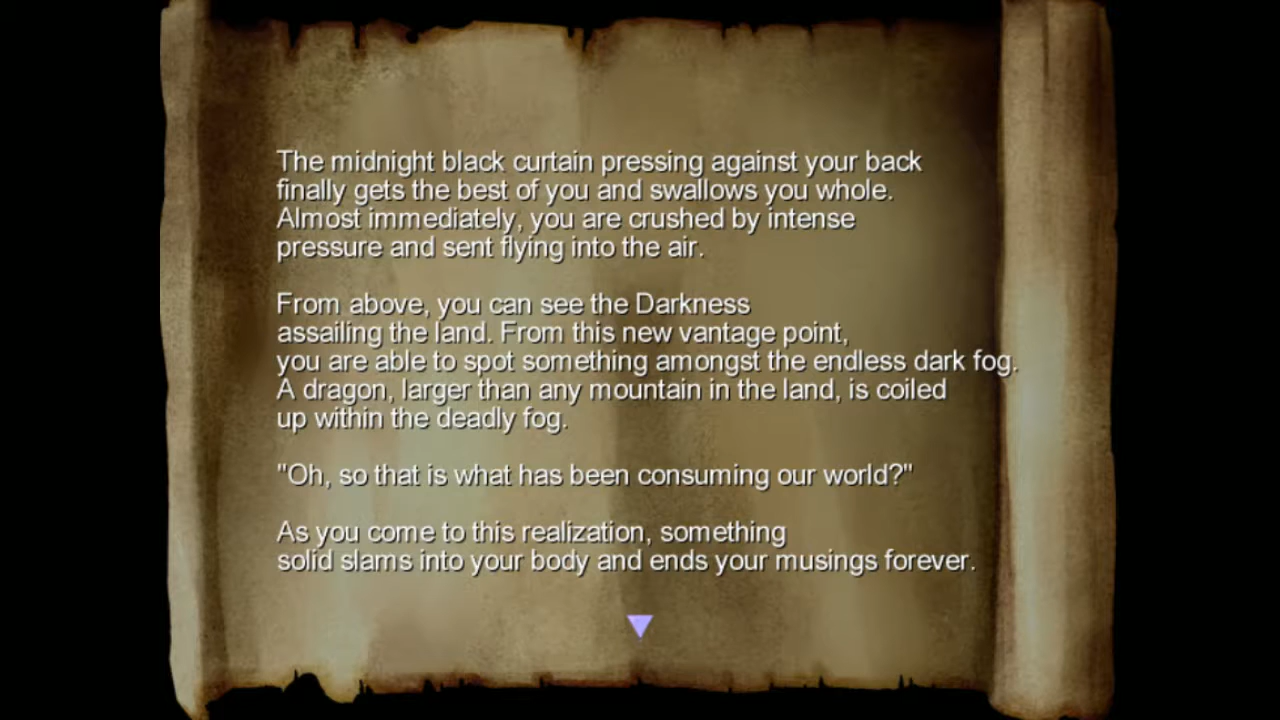 The midnight black curtain pressing against your back
finally gets the best of you and swallows you whole.
Almost immediately, you are crushed by intense
pressure and sent flying into the air.
From above, you can see the Darkness
assailing the land. From this new vantage point,
you are able to spot something amongst the endless dark fog.
A dragon, larger than any mountain in the land, is coiled
up within the deadly fog.
"Oh, so that is what has been consuming our world?"
As you come to this realization, something
solid slams into your body and ends your musings forever.